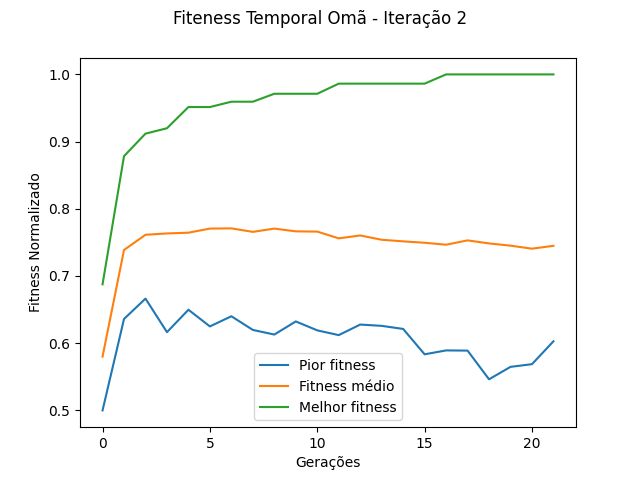 Fiteness Temporal Omã - Iteração 2
1.0
0.9
0.8
0.7
0.6
0.5
Fitness Normalizado
Pior fitness
Fitness médio
Melhor fitness
0 5 10 15 20
Gerações